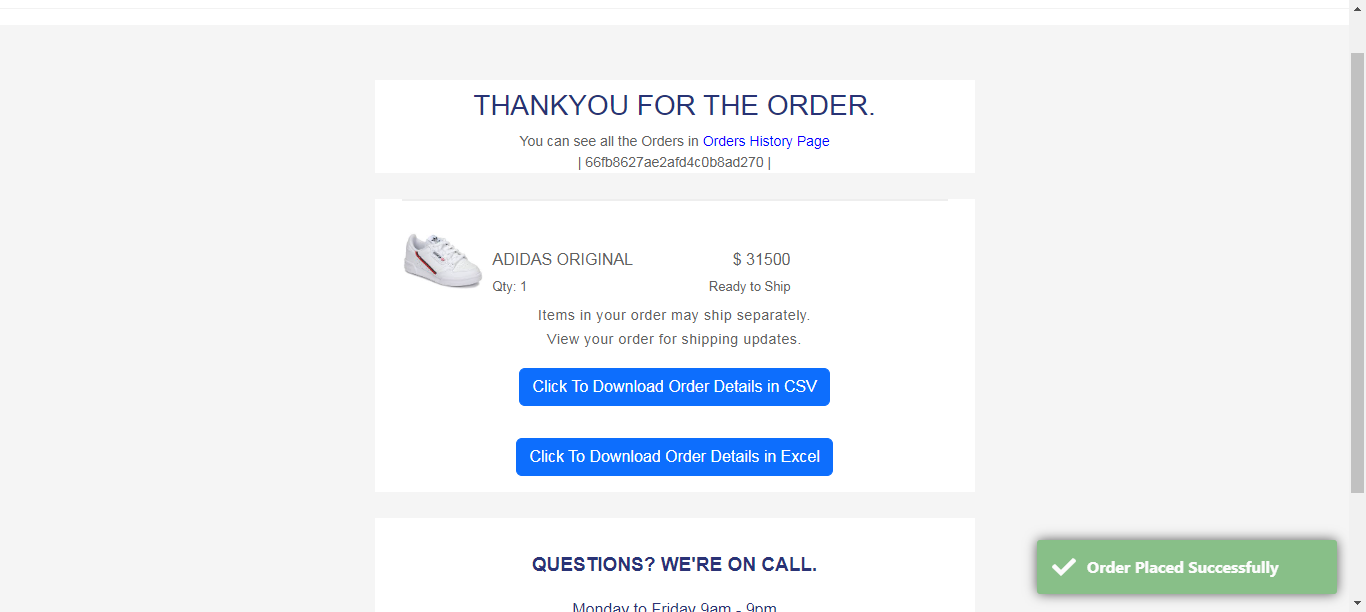 THANKYOU FOR THE ORDER.
You can see all the Orders in Orders History Page
| 66fb8627ae2afd4c0b8ad270 |
ADIDAS ORIGINAL
$ 31500
Qty: 1
Ready to Ship
Items in your order may ship separately.
View your order for shipping updates.
Click To Download Order Details in CSV
Click To Download Order Details in Excel
QUESTIONS? WE'RE ON CALL.
Monday to Friday 9am - 9pm
Order Placed Successfully